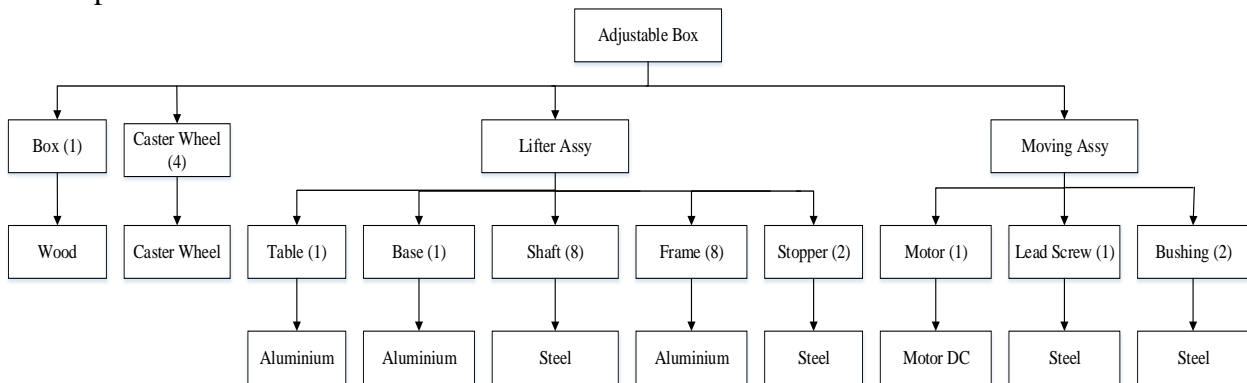 Adjustable Box
Box (1)
Caster Wheel
(4)
Lifter Assy
Moving Assy
Wood
Caster Wheel
Table (1)
Base (1)
Shaft (8)
Frame (8)
Stopper (2)
Motor (1)
Lead Screw (1)
Bushing (2)
Aluminium
Aluminium
Steel
Aluminium
Steel
Motor DC
Steel
Steel